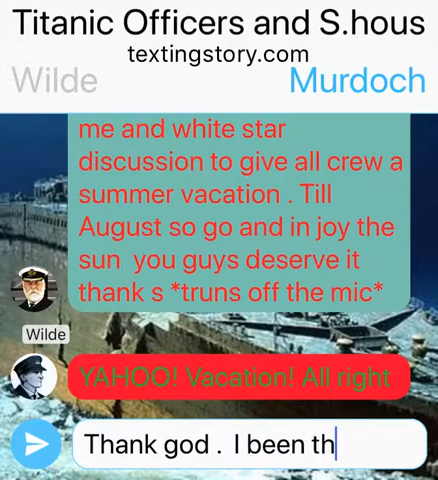 Titanic Officers and S.hous
textingstory.com
Wilde Murdoch
me and white star
discussion to give all crew a
summer vacation . Till
August so go and in joy the
sun you guys deserve it
thank s *truns off the mic*
Wilde
YAHOO! Vacation! All right
Thank god . I been th